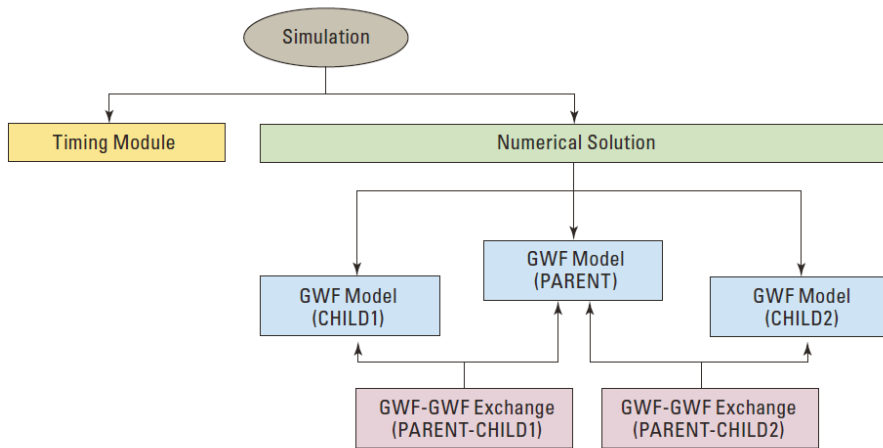 Simulation
Timing Module
Numerical Solution
GWF Model
(PARENT)
GWF Model
(CHILD1)
GWF Model
(CHILD2)
GWF-GWF Exchange
(PARENT-CHILD1)
GWF-GWF Exchange
(PARENT-CHILD2)